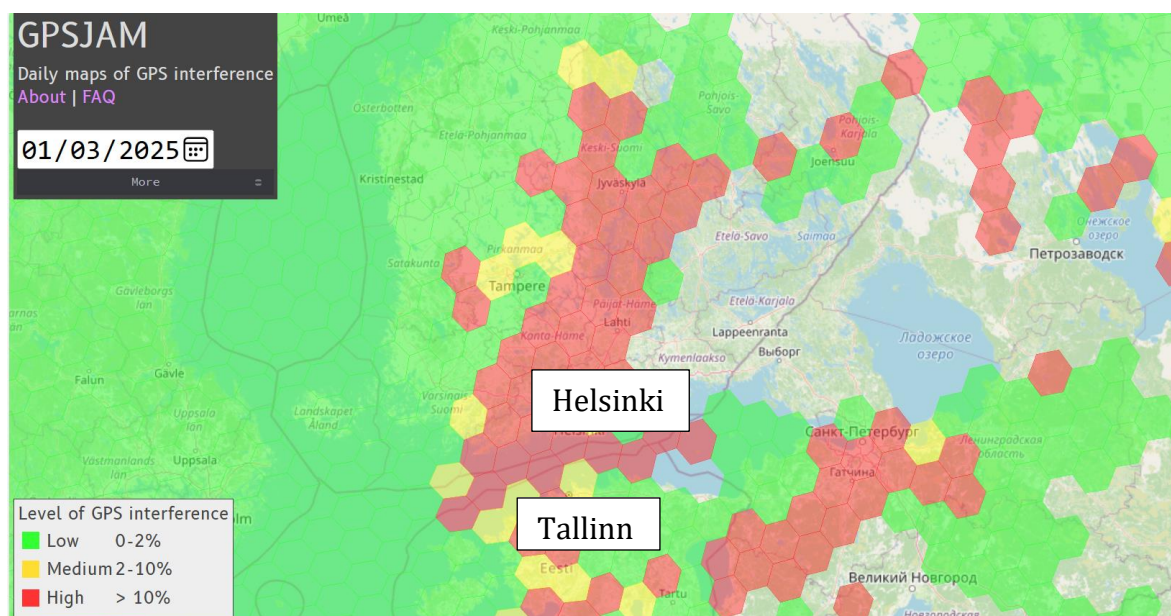 GPSJAM
Daily maps of GPS interference
About | FAQ
01/03/2025
More
Umeå
Keski-Pohjanmaa
Österbotten
Etelä-Pohjanmaa
Pohjois-Savo
Pohjois-Karjala
Keski-Suomi
Joensuu
Kristinestad
Jyväskylä
Онежское озеро
Etelä-Savo
Saimaa
Pirkanmaa
Петрозаводск
Satakunta
Gävleborgs län
Tampere
Päijät-Häme
Etelä-Karjala
Lahti
Lappeenranta
Kanta-Häme
Ладожское озеро
Kymenlaakso
Выборг
Falun
Gävle
Varsinais-Suomi
Helsinki
Uppsala län
Landskapet Åland
Санкт-Петербург
Ленинградская область
Västmanlands län
Uppsala
Гатчина
Level of GPS interference
Low 0-2%
Medium 2-10%
High > 10%
Tallinn
Eesti
Великий Новгород
Tartu
Новгородская